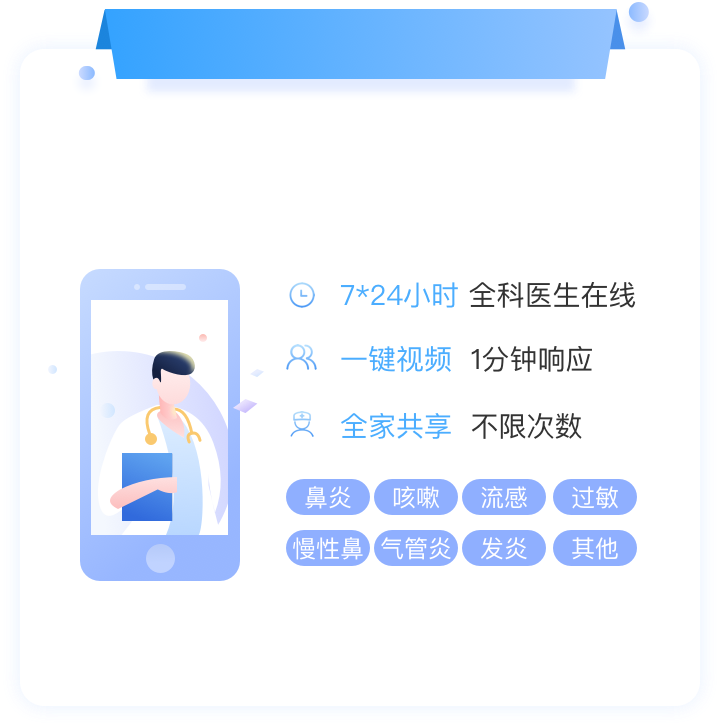 7*24小时 全科医生在线
一键视频 1分钟响应
全家共享 不限次数
鼻炎 咳嗽 流感 过敏
慢性鼻 气管炎 发炎 其他